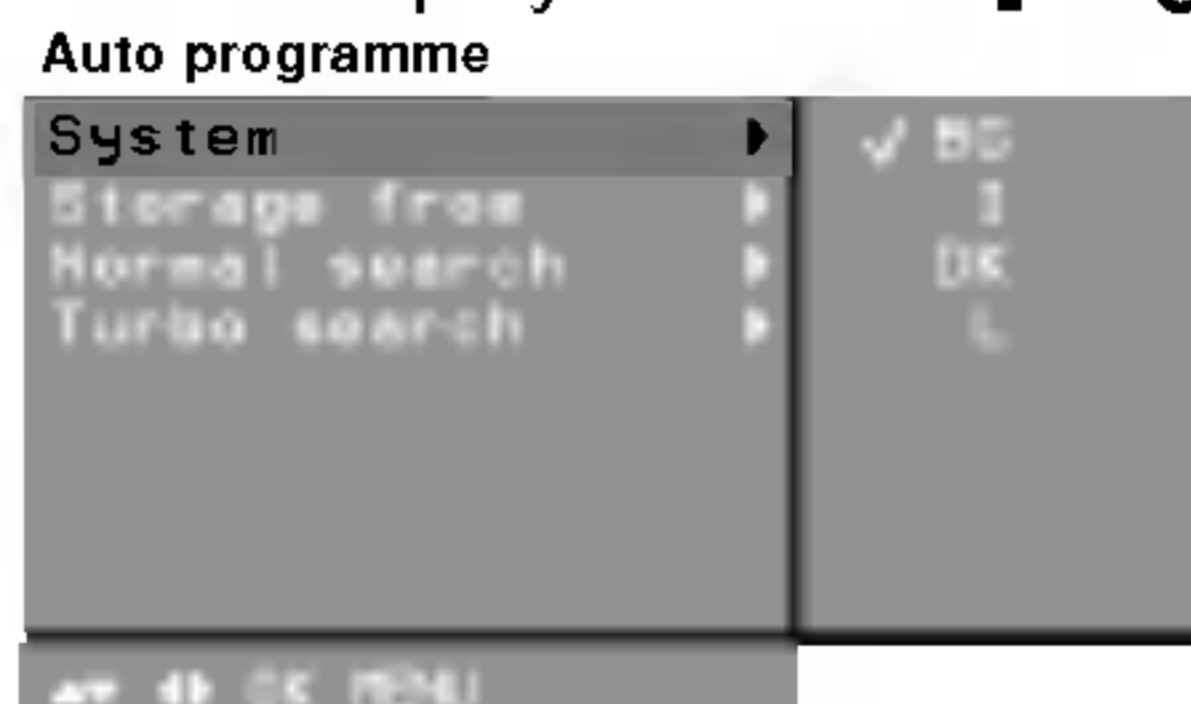 Auto programme
System
Storage from
Normal search
Turbo search
✓ BG
I
DK
L
▲▼ ◀▶ OK MENU